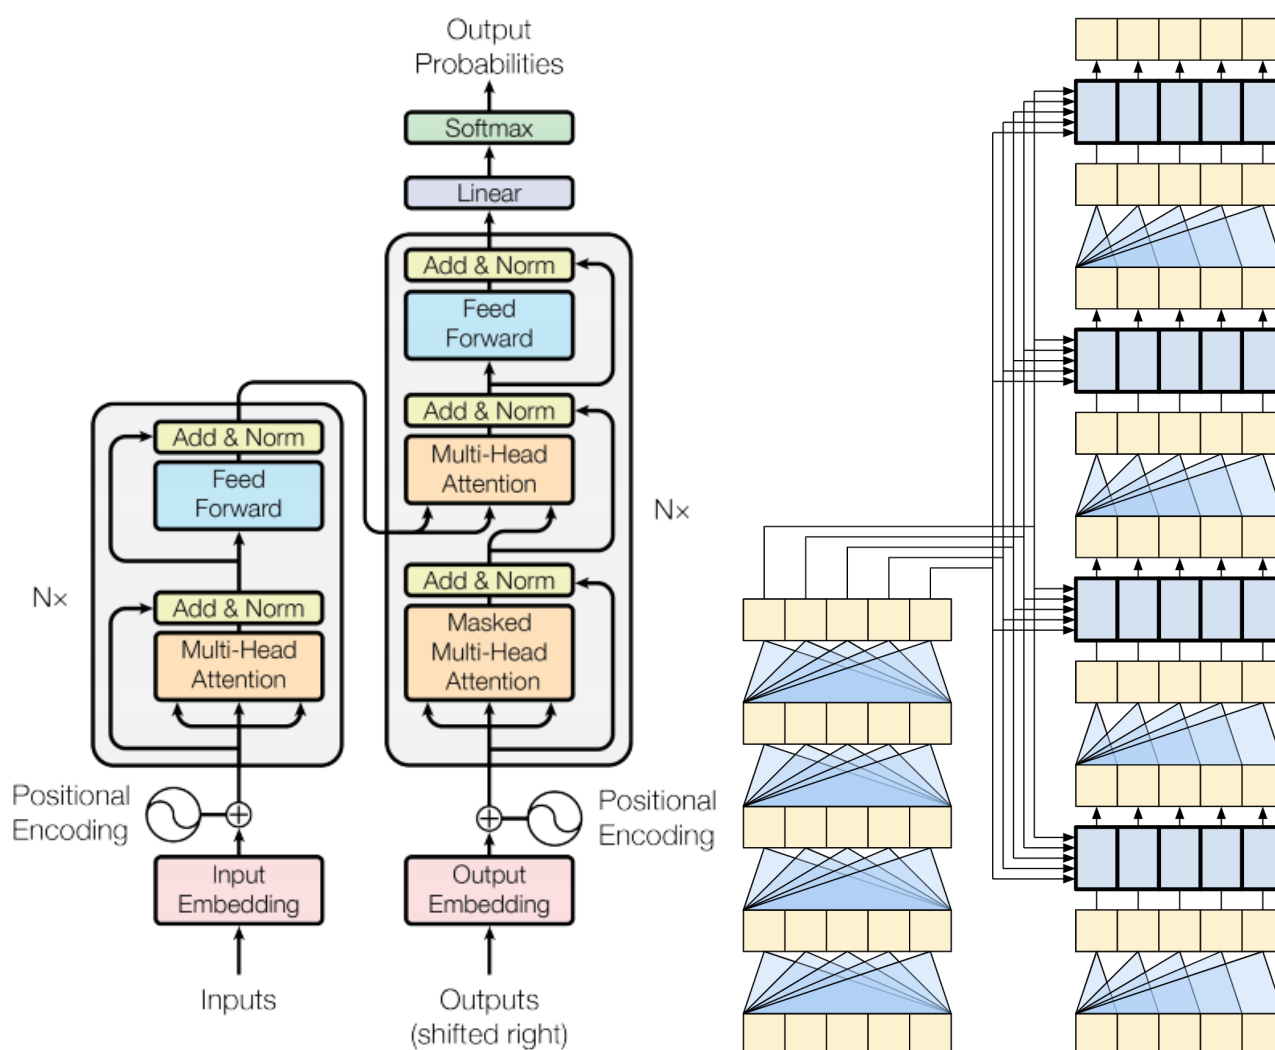 Output
Probabilities
Softmax
Linear
Add & Norm
Feed
Forward
Add & Norm
Multi-Head
Attention
Add & Norm
Masked
Multi-Head
Attention
Nx
Add & Norm
Feed
Forward
Add & Norm
Multi-Head
Attention
Nx
Positional
Encoding
Positional
Encoding
Input
Embedding
Output
Embedding
Inputs
Outputs
(shifted right)